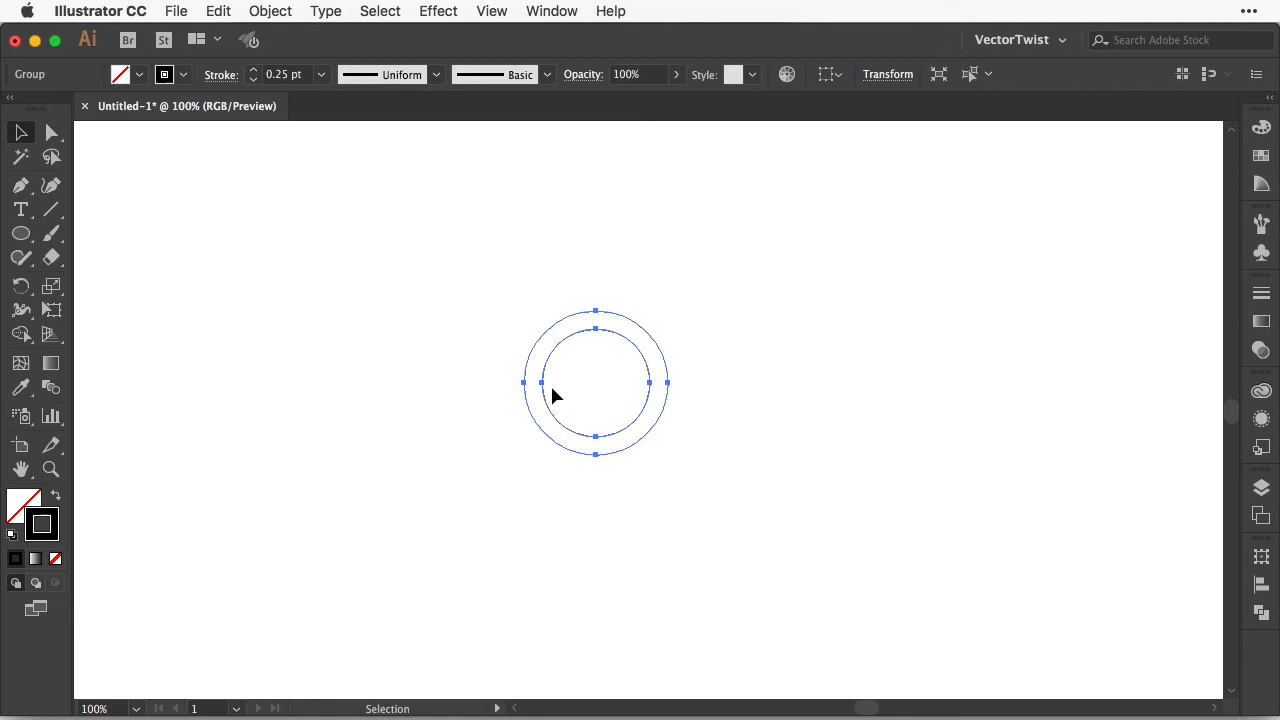 Illustrator CC File Edit Object Type Select Effect View Window Help
Ai Br St VectorTwist Search Adobe Stock
Group Stroke: 0.25 pt Uniform Basic Opacity: 100% Style: Transform
× Untitled-1* @ 100% (RGB/Preview)
T
100% 1 Selection